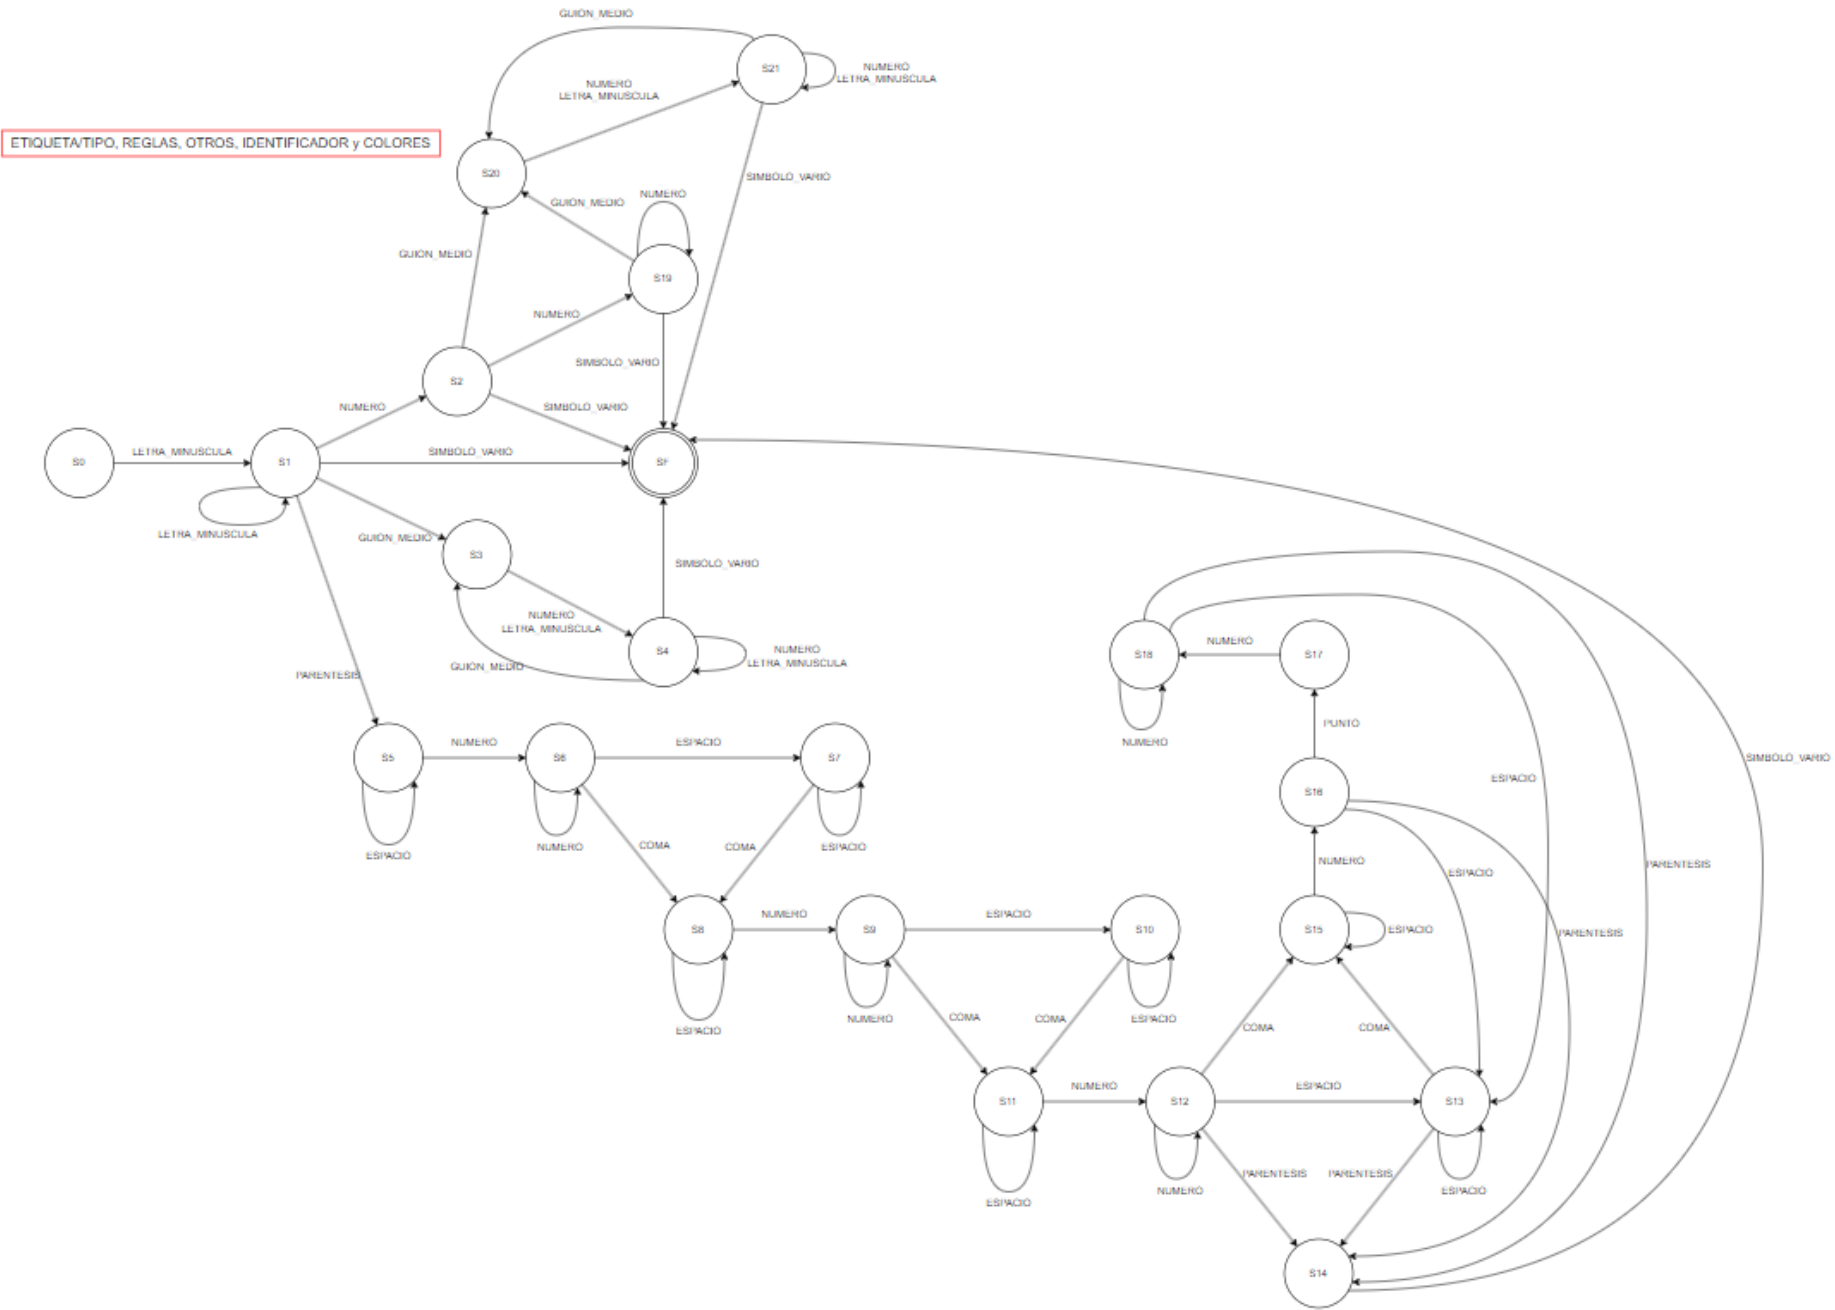 GUION_MEDIO
S21
NUMERO
LETRA_MINUSCULA
NUMERO
LETRA_MINUSCULA
ETIQUETA/TIPO, REGLAS, OTROS, IDENTIFICADOR y COLORES
S20
SIMBOLO_VARIO
NUMERO
GUION_MEDIO
GUION_MEDIO
S19
NUMERO
SIMBOLO_VARIO
S2
NUMERO
SIMBOLO_VARIO
LETRA_MINUSCULA
SIMBOLO_VARIO
S0
S1
SF
LETRA_MINUSCULA
GUION_MEDIO
S3
SIMBOLO_VARIO
NUMERO
LETRA_MINUSCULA
NUMERO
S18
S17
S4
NUMERO
LETRA_MINUSCULA
GUION_MEDIO
PARENTESIS
PUNTO
NUMERO
ESPACIO
NUMERO
ESPACIO
S5
S6
S7
SIMBOLO_VARIO
ESPACIO
S16
NUMERO
COMA
COMA
ESPACIO
ESPACIO
NUMERO
PARENTESIS
ESPACIO
NUMERO
ESPACIO
S8
S9
S10
S15
ESPACIO
PARENTESIS
NUMERO
COMA
COMA
ESPACIO
ESPACIO
COMA
COMA
NUMERO
ESPACIO
S11
S12
S13
PARENTESIS
PARENTESIS
NUMERO
ESPACIO
ESPACIO
S14